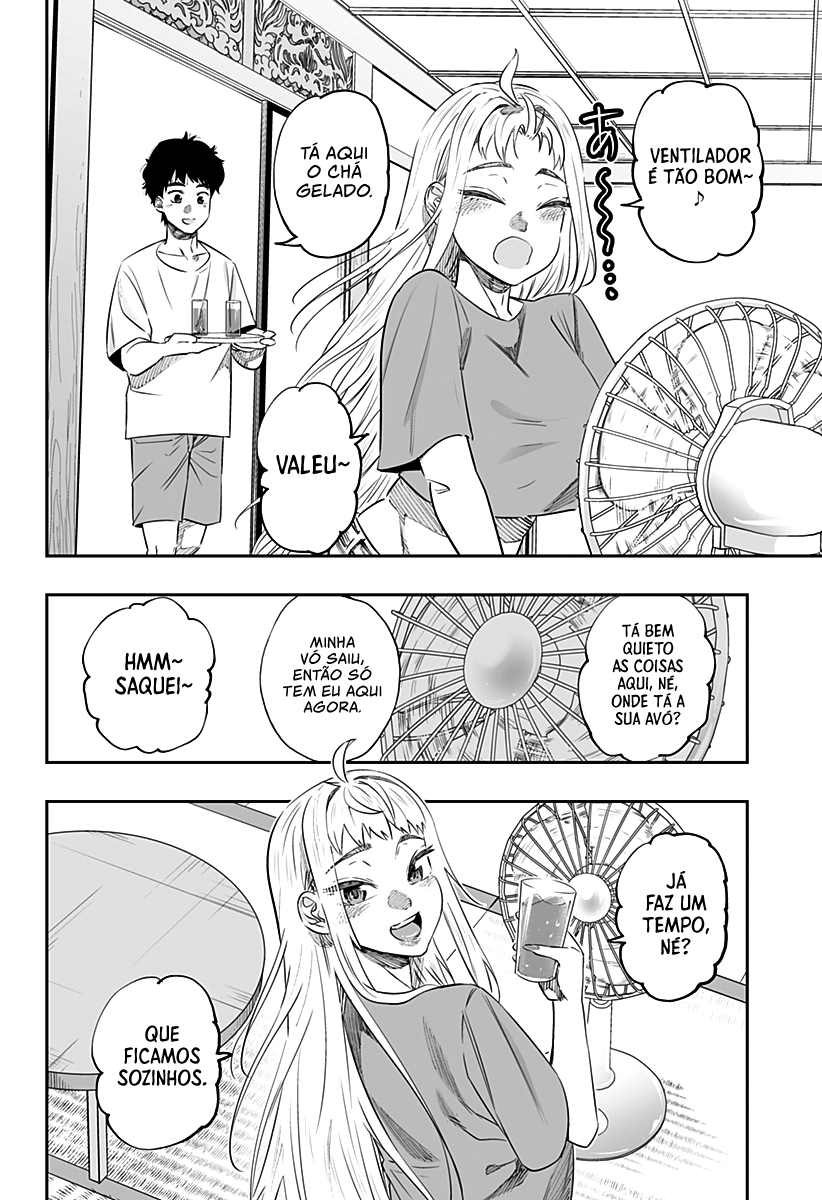 VENTILADOR
É TÃO BOM~
♪
あ〜〜…
TÁ AQUI
O CHÁ
GELADO.
VALEU~
TÁ BEM
QUIETO
AS COISAS
AQUI, NÉ,
ONDE TÁ A
SUA AVÓ?
MINHA
VÓ SAIU,
ENTÃO SÓ
TEM EU AQUI
AGORA.
HMM~
SAQUEI~
JÁ
FAZ UM
TEMPO,
NÉ?
QUE
FICAMOS
SOZINHOS.